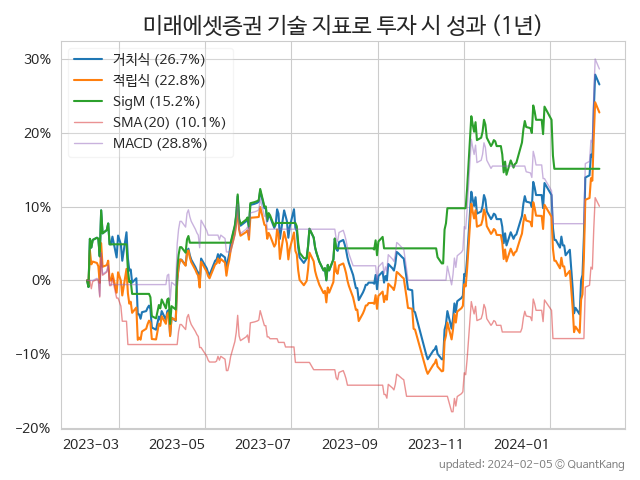 미래에셋증권 기술 지표로 투자 시 성과 (1년)
거치식 (26.7%)
적립식 (22.8%)
SigM (15.2%)
SMA(20) (10.1%)
MACD (28.8%)
30%
20%
10%
0%
−10%
−20%
2023-03 2023-05 2023-07 2023-09 2023-11 2024-01
updated: 2024-02-05 © QuantKang